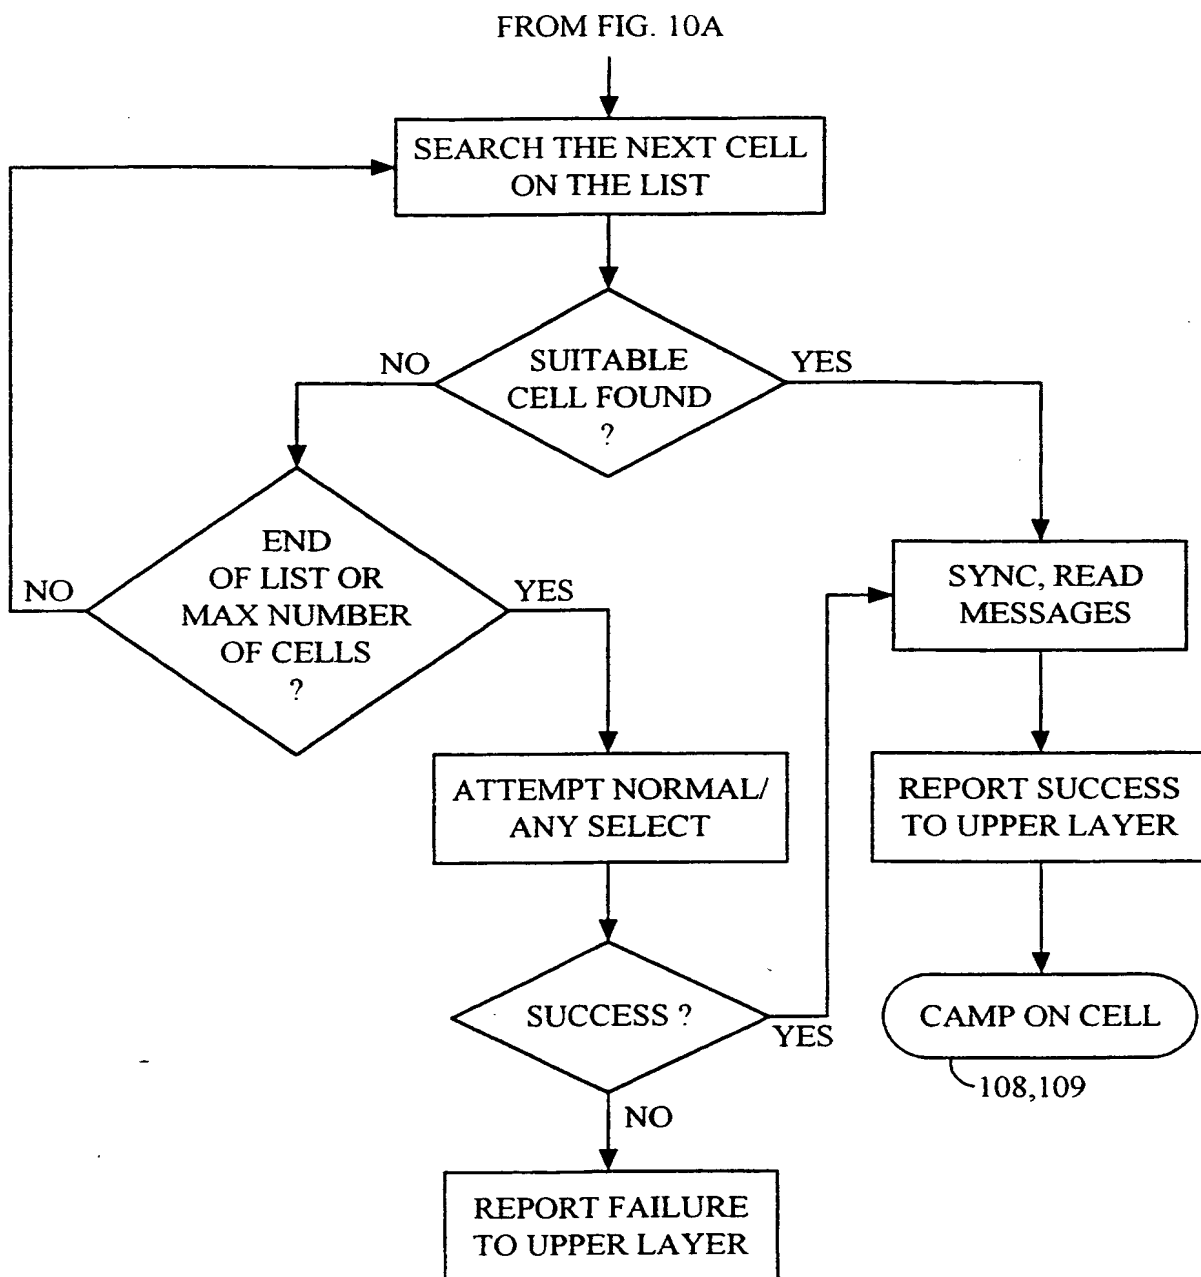 FROM FIG. 10A
SEARCH THE NEXT CELL
ON THE LIST
NO
SUITABLE
CELL FOUND
?
YES
NO
END
OF LIST OR
MAX NUMBER
OF CELLS
?
YES
SYNC, READ
MESSAGES
ATTEMPT NORMAL/
ANY SELECT
REPORT SUCCESS
TO UPPER LAYER
SUCCESS ?
YES
CAMP ON CELL
108,109
NO
REPORT FAILURE
TO UPPER LAYER